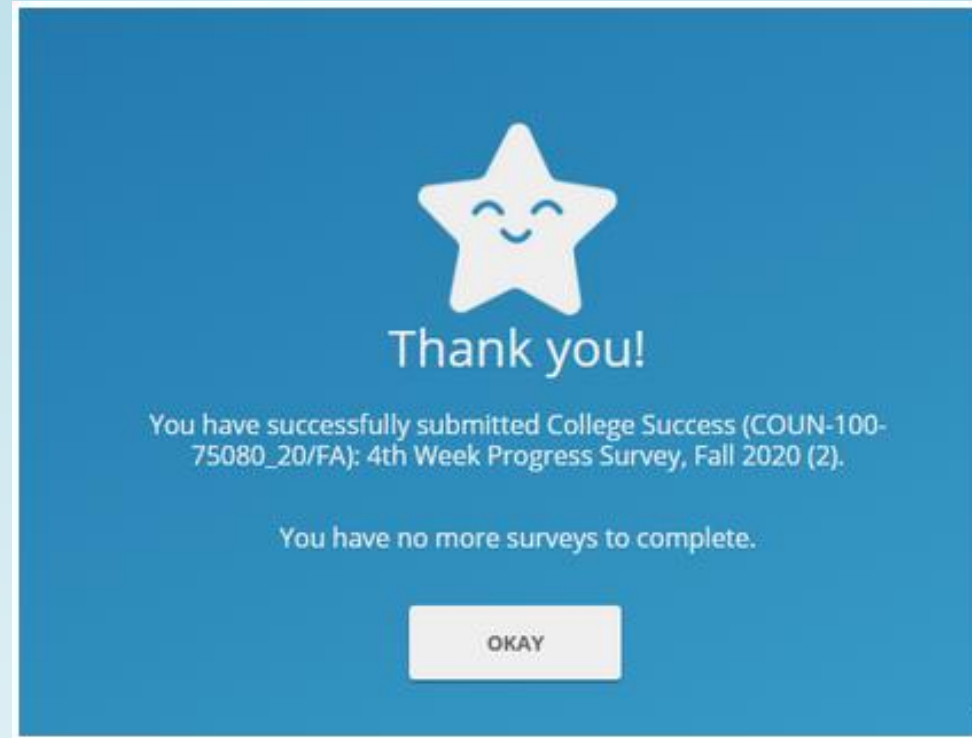 Thank you!
You have successfully submitted College Success (COUN-100-
75080_20/FA): 4th Week Progress Survey, Fall 2020 (2).
You have no more surveys to complete.
OKAY